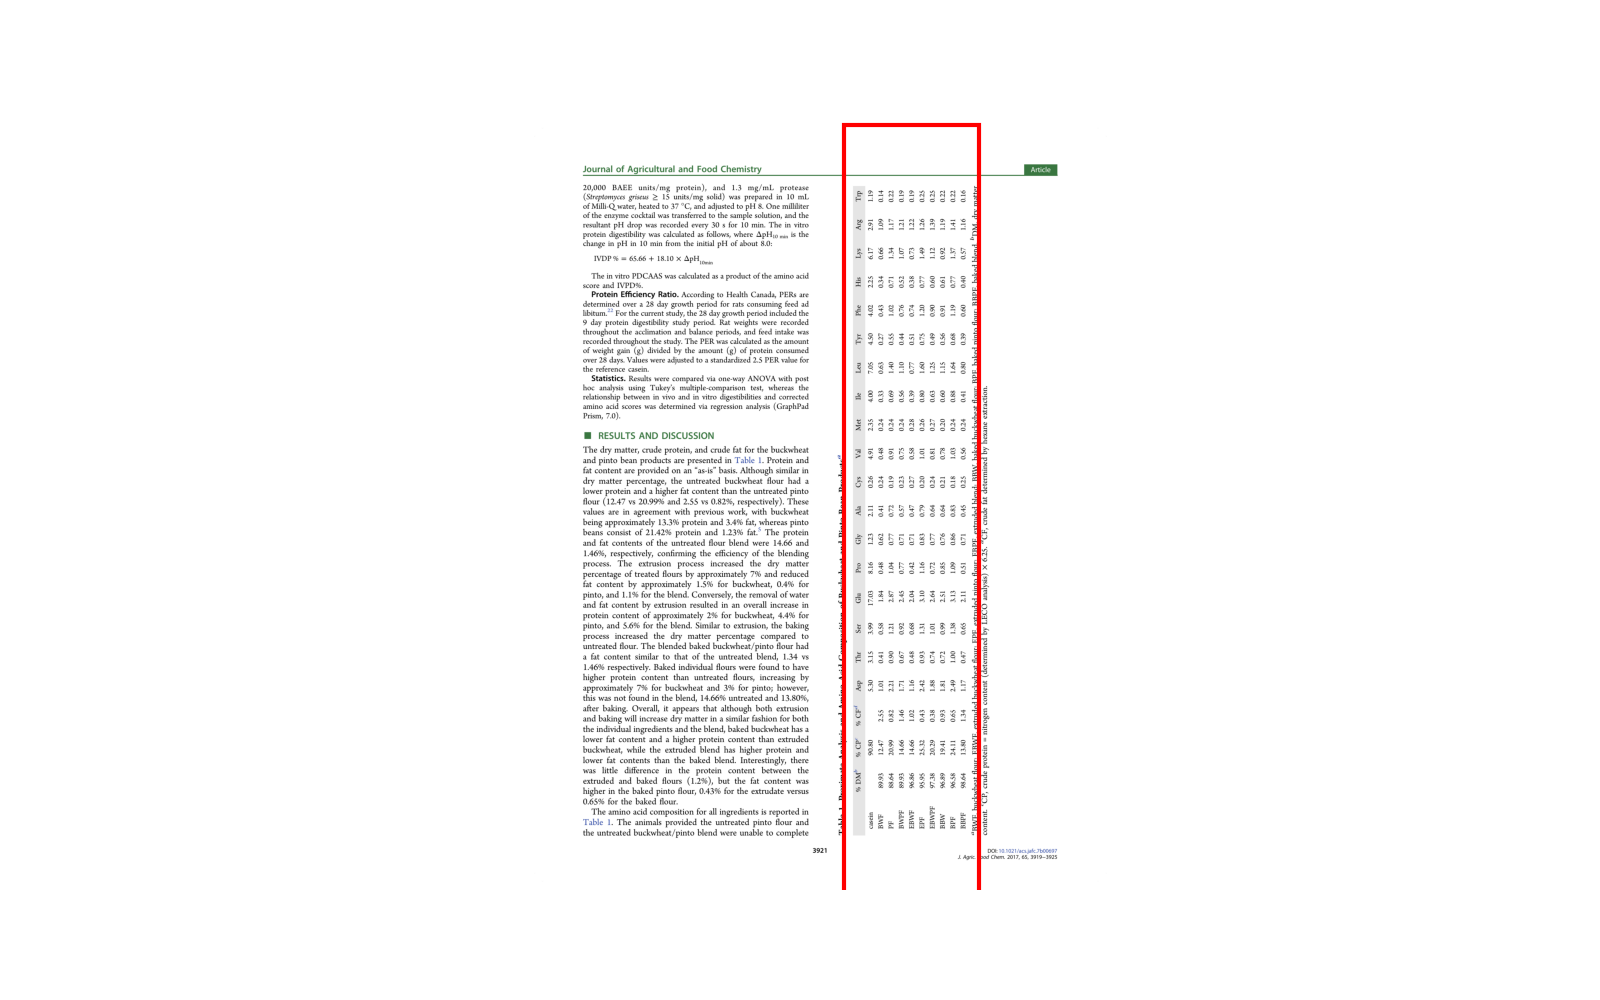 Journal of Agricultural and Food Chemistry
Article
20,000 BAEE units/mg protein), and 1.3 mg/mL protease
(Streptomyces griseus ≥ 15 units/mg solid) was prepared in 10 mL
of Milli-Q water, heated to 37 °C, and adjusted to pH 8. One milliliter
of the enzyme cocktail was transferred to the sample solution, and the
resultant pH drop was recorded every 30 s for 10 min. The in vitro
protein digestibility was calculated as follows, where ΔpH10 min is the
change in pH in 10 min from the initial pH of about 8.0:
IVDP % = 65.66 + 18.10 × ΔpH10min
The in vitro PDCAAS was calculated as a product of the amino acid
score and IVPD%.
Protein Efficiency Ratio. According to Health Canada, PERs are
determined over a 28 day growth period for rats consuming feed ad
libitum.22 For the current study, the 28 day growth period included the
9 day protein digestibility study period. Rat weights were recorded
throughout the acclimation and balance periods, and feed intake was
recorded throughout the study. The PER was calculated as the amount
of weight gain (g) divided by the amount (g) of protein consumed
over 28 days. Values were adjusted to a standardized 2.5 PER value for
the reference casein.
Statistics. Results were compared via one-way ANOVA with post
hoc analysis using Tukey's multiple-comparison test, whereas the
relationship between in vivo and in vitro digestibilities and corrected
amino acid scores was determined via regression analysis (GraphPad
Prism, 7.0).
■ RESULTS AND DISCUSSION
The dry matter, crude protein, and crude fat for the buckwheat
and pinto bean products are presented in Table 1. Protein and
fat content are provided on an “as-is” basis. Although similar in
dry matter percentage, the untreated buckwheat flour had a
lower protein and a higher fat content than the untreated pinto
flour (12.47 vs 20.99% and 2.55 vs 0.82%, respectively). These
values are in agreement with previous work, with buckwheat
being approximately 13.3% protein and 3.4% fat, whereas pinto
beans consist of 21.42% protein and 1.23% fat.5 The protein
and fat contents of the untreated flour blend were 14.66 and
1.46%, respectively, confirming the efficiency of the blending
process. The extrusion process increased the dry matter
percentage of treated flours by approximately 7% and reduced
fat content by approximately 1.5% for buckwheat, 0.4% for
pinto, and 1.1% for the blend. Conversely, the removal of water
and fat content by extrusion resulted in an overall increase in
protein content of approximately 2% for buckwheat, 4.4% for
pinto, and 5.6% for the blend. Similar to extrusion, the baking
process increased the dry matter percentage compared to
untreated flour. The blended baked buckwheat/pinto flour had
a fat content similar to that of the untreated blend, 1.34 vs
1.46% respectively. Baked individual flours were found to have
higher protein content than untreated flours, increasing by
approximately 7% for buckwheat and 3% for pinto; however,
this was not found in the blend, 14.66% untreated and 13.80%,
after baking. Overall, it appears that although both extrusion
and baking will increase dry matter in a similar fashion for both
the individual ingredients and the blend, baked buckwheat has a
lower fat content and a higher protein content than extruded
buckwheat, while the extruded blend has higher protein and
lower fat contents than the baked blend. Interestingly, there
was little difference in the protein content between the
extruded and baked flours (1.2%), but the fat content was
higher in the baked pinto flour, 0.43% for the extrudate versus
0.65% for the baked flour.
The amino acid composition for all ingredients is reported in
Table 1. The animals provided the untreated pinto flour and
the untreated buckwheat/pinto blend were unable to complete
Table 1. Proximate Analysis and Amino Acid Composition of Buckwheat and Pinto Bean Productsa
% DMb % CPc % CFd Asp Thr Ser Glu Pro Gly Ala Cys Val Met Ile Leu Tyr Phe His Lys Arg Trp
casein 90.80 5.30 3.15 3.99 17.03 8.16 1.23 2.11 0.26 4.91 2.35 4.00 7.05 4.50 4.02 2.25 6.17 2.91 1.19
BWF 89.93 12.47 2.55 1.01 0.41 0.58 1.84 0.48 0.62 0.41 0.24 0.48 0.24 0.33 0.63 0.27 0.43 0.34 0.66 1.09 0.14
PF 88.64 20.99 0.82 2.21 0.90 1.21 2.87 1.04 0.77 0.72 0.19 0.91 0.24 0.69 1.40 0.55 1.02 0.71 1.34 1.17 0.22
BWPF 89.93 14.66 1.46 1.71 0.67 0.92 2.45 0.77 0.71 0.57 0.23 0.75 0.24 0.56 1.10 0.44 0.76 0.52 1.07 1.21 0.19
EBWF 96.86 14.66 1.02 1.16 0.48 0.68 2.04 0.42 0.71 0.47 0.27 0.58 0.28 0.39 0.77 0.51 0.74 0.38 0.73 1.22 0.19
EPF 95.95 25.32 0.43 2.42 0.93 1.31 3.10 1.16 0.83 0.79 0.20 1.01 0.26 0.80 1.60 0.75 1.20 0.77 1.49 1.26 0.25
EBWPF 97.38 20.29 0.38 1.88 0.74 1.01 2.64 0.72 0.77 0.64 0.24 0.81 0.27 0.63 1.25 0.49 0.90 0.60 1.12 1.39 0.25
BBW 96.89 19.41 0.93 1.81 0.72 0.99 2.51 0.85 0.76 0.64 0.21 0.78 0.20 0.60 1.15 0.56 0.91 0.61 0.92 1.19 0.22
BPF 96.58 24.11 0.65 2.49 1.00 1.38 3.13 1.09 0.86 0.83 0.18 1.03 0.24 0.88 1.64 0.68 1.19 0.77 1.37 1.41 0.22
BBPF 98.64 13.80 1.34 1.17 0.47 0.65 2.11 0.51 0.71 0.45 0.25 0.56 0.24 0.41 0.80 0.39 0.60 0.40 0.57 1.16 0.16
aBWF, buckwheat flour; EBWF, extruded buckwheat flour; EPF, extruded pinto flour; EBPF, extruded blend; BBW, baked buckwheat flour; BPF, baked pinto flour; BBPF, baked blend. bDM, dry matter
content. cCP, crude protein = nitrogen content (determined by LECO analysis) × 6.25. dCF, crude fat determined by hexane extraction.
3921
DOI: 10.1021/acs.jafc.7b00697
J. Agric. Food Chem. 2017, 65, 3919−3925